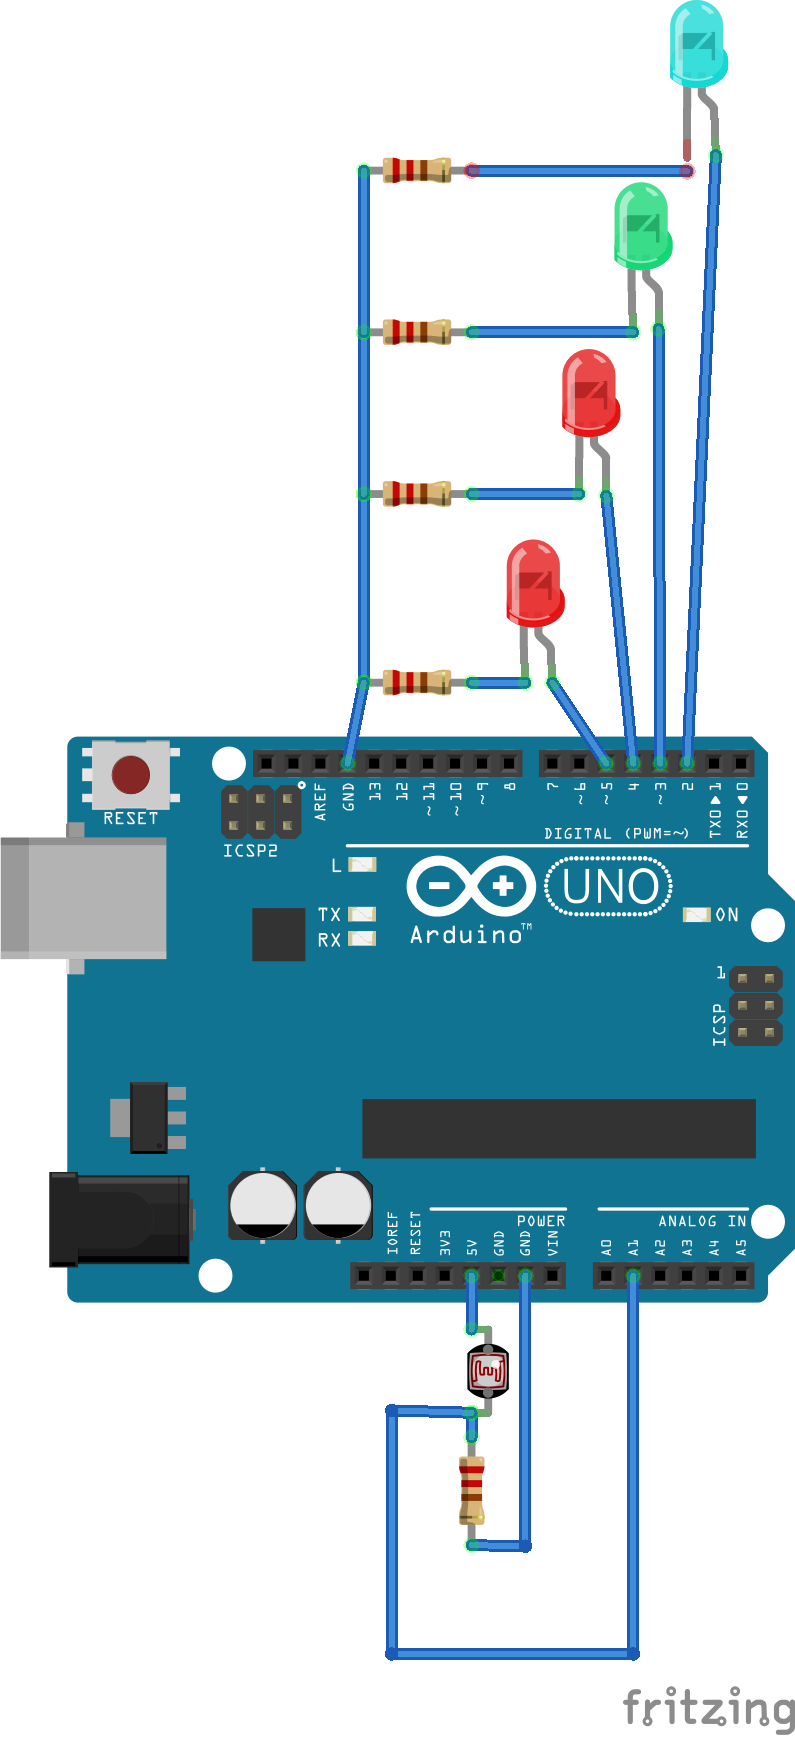 RESET
ICSP2
AREF
GND
13
12
~11
~10
~9
8
7
~6
~5
4
~3
2
TX0▶1
RX0◀0
DIGITAL (PWM=~)
L
TX
RX
UNO
Arduino™
ON
1
ICSP
POWER
ANALOG IN
IOREF
RESET
3V3
5V
GND
GND
VIN
A0
A1
A2
A3
A4
A5
fritzing